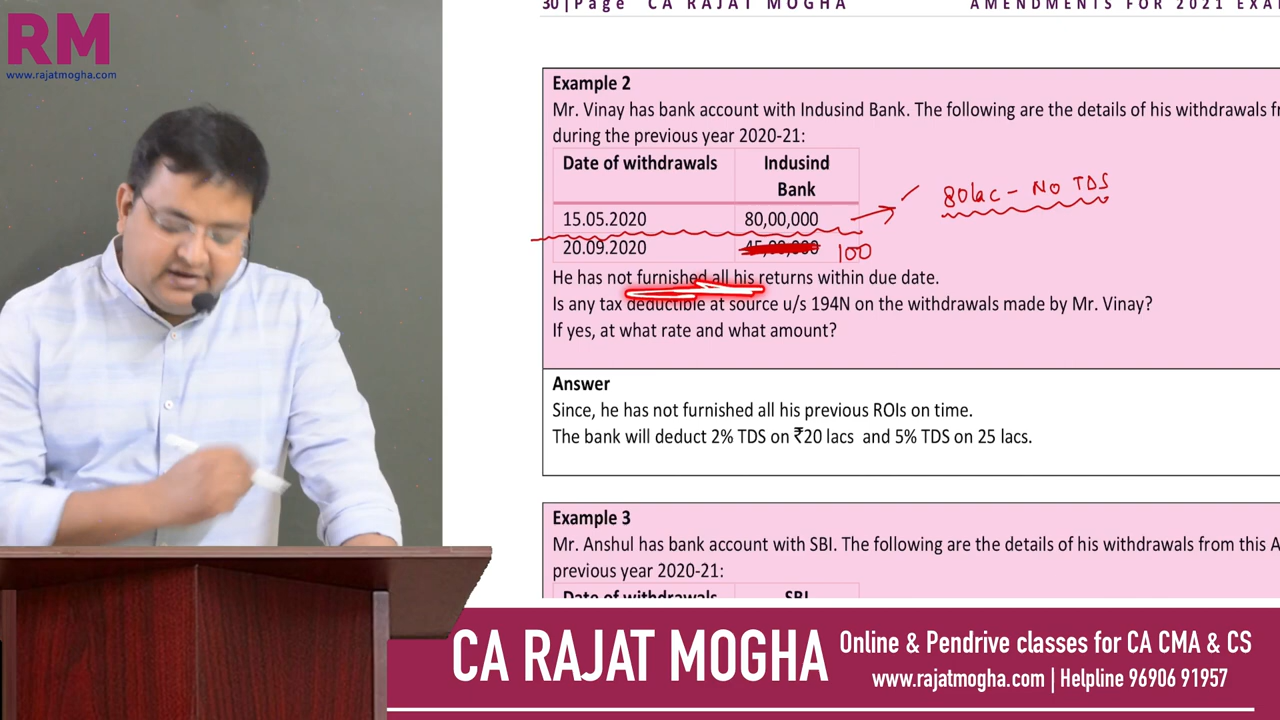 30 | Page CA RAJAT MOGHA AMENDMENTS FOR 2021 EXA
RM
www.rajatmogha.com
Example 2
Mr. Vinay has bank account with Indusind Bank. The following are the details of his withdrawals
during the previous year 2020-21:
Date of withdrawals Indusind Bank
15.05.2020 80,00,000
80lac - No TDS
20.09.2020 45,00,000 100
He has not furnished all his returns within due date.
Is any tax deductible at source u/s 194N on the withdrawals made by Mr. Vinay?
If yes, at what rate and what amount?
Answer
Since, he has not furnished all his previous ROIs on time.
The bank will deduct 2% TDS on ₹20 lacs and 5% TDS on 25 lacs.
Example 3
Mr. Anshul has bank account with SBI. The following are the details of his withdrawals from this A
previous year 2020-21:
Date of withdrawals SBI
CA RAJAT MOGHA
Online & Pendrive classes for CA CMA & CS
www.rajatmogha.com | Helpline 96906 91957